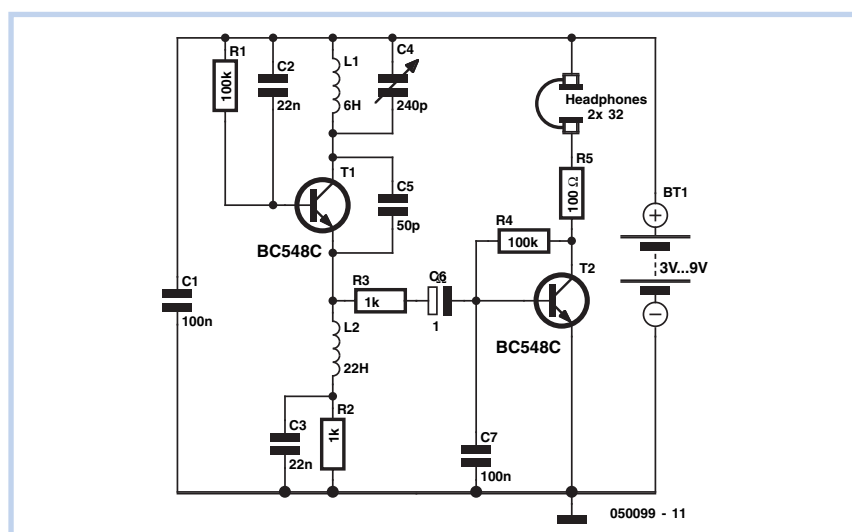 R1
100k
C2
22n
L1
6H
C4
240p
Headphones
2x 32
R5
100 Ω
T1
C5
50p
BC548C
R4
100k
BT1
3V...9V
T2
R3
1k
C6
Ω
1
BC548C
C1
100n
L2
22H
C3
22n
R2
1k
C7
100n
050099 - 11